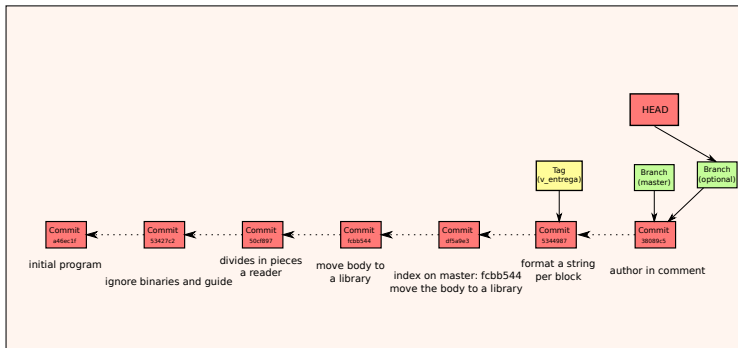 HEAD
Tag
(v_entrega)
Branch
(master)
Branch
(optional)
Commit
a46ec1f
Commit
53427c2
Commit
50cf897
Commit
fcbb544
Commit
df5a9e3
Commit
5344987
Commit
38089c5
initial program
ignore binaries and guide
divides in pieces
a reader
move body to
a library
index on master: fcbb544
move the body to a library
format a string
per block
author in comment